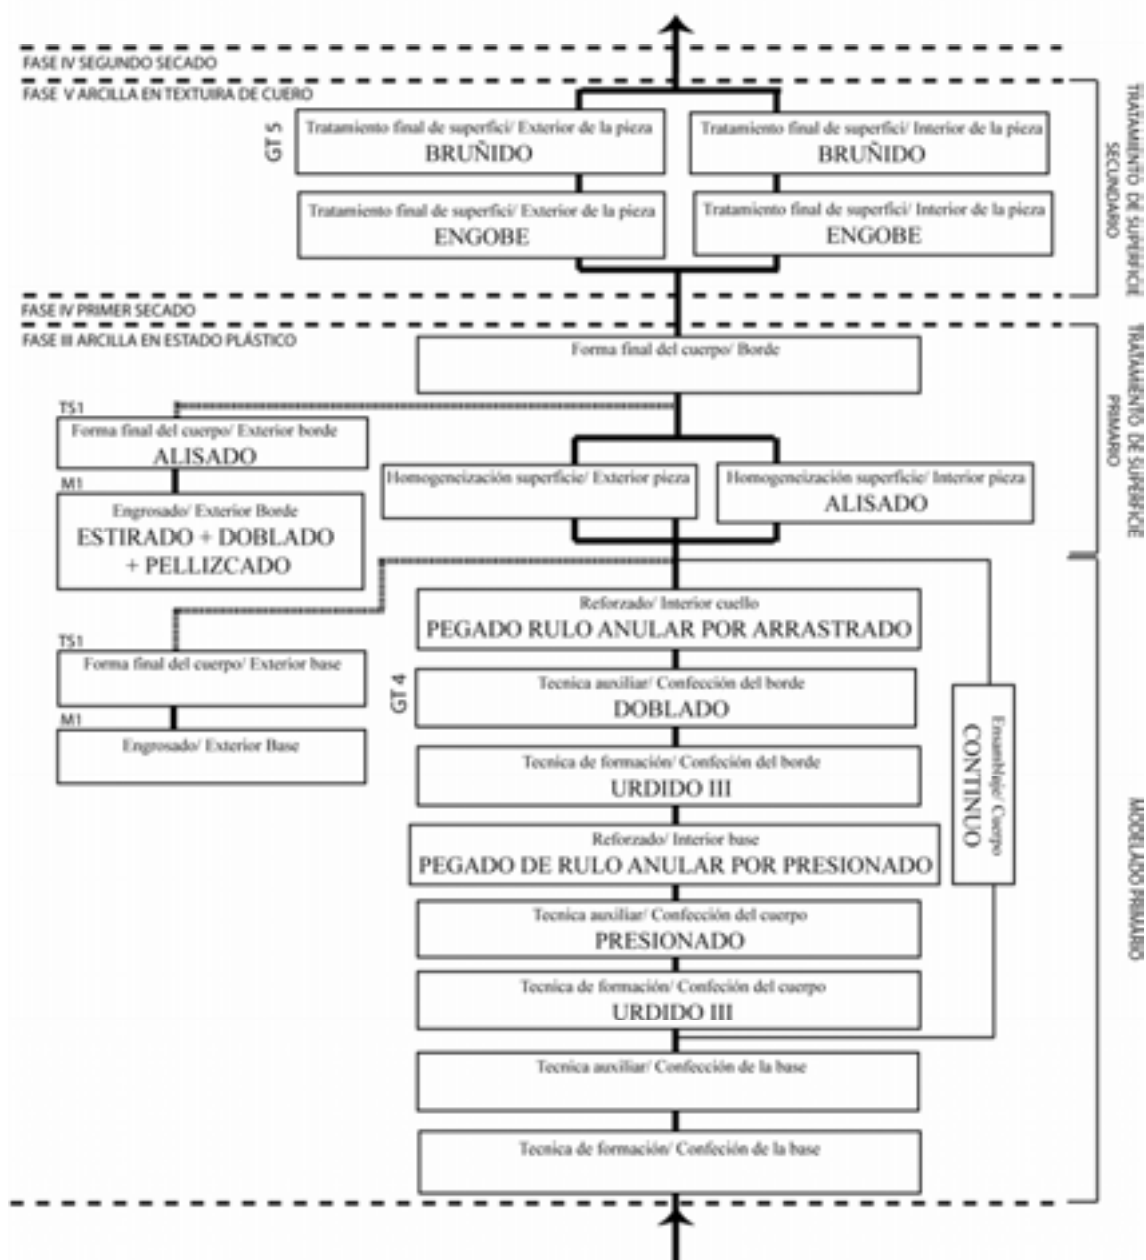 FASE IV SEGUNDO SECADO
FASE V ARCILLA EN TEXTUIRA DE CUERO
GT 5
Tratamiento final de superfici/ Exterior de la pieza
BRUÑIDO
Tratamiento final de superfici/ Interior de la pieza
BRUÑIDO
Tratamiento final de superfici/ Exterior de la pieza
ENGOBE
Tratamiento final de superfici/ Interior de la pieza
ENGOBE
TRATAMIENTO DE SUPERFICIE
SECUNDARIO
FASE IV PRIMER SECADO
FASE III ARCILLA EN ESTADO PLÁSTICO
Forma final del cuerpo/ Borde
TS1
Forma final del cuerpo/ Exterior borde
ALISADO
M1
Engrosado/ Exterior Borde
ESTIRADO + DOBLADO
+ PELLIZCADO
Homogeneización superficie/ Exterior pieza
Homogeneización superficie/ Interior pieza
ALISADO
TRATAMIENTO DE SUPERFICIE
PRIMARIO
TS1
Forma final del cuerpo/ Exterior base
M1
Engrosado/ Exterior Base
Reforzado/ Interior cuello
PEGADO RULO ANULAR POR ARRASTRADO
GT 4
Tecnica auxiliar/ Confección del borde
DOBLADO
Tecnica de formación/ Confeción del borde
URDIDO III
Reforzado/ Interior base
PEGADO DE RULO ANULAR POR PRESIONADO
Tecnica auxiliar/ Confección del cuerpo
PRESIONADO
Tecnica de formación/ Confeción del cuerpo
URDIDO III
Ensamblaje/ Cuerpo
CONTINUO
Tecnica auxiliar/ Confección de la base
Tecnica de formación/ Confeción de la base
MODELADO PRIMARIO